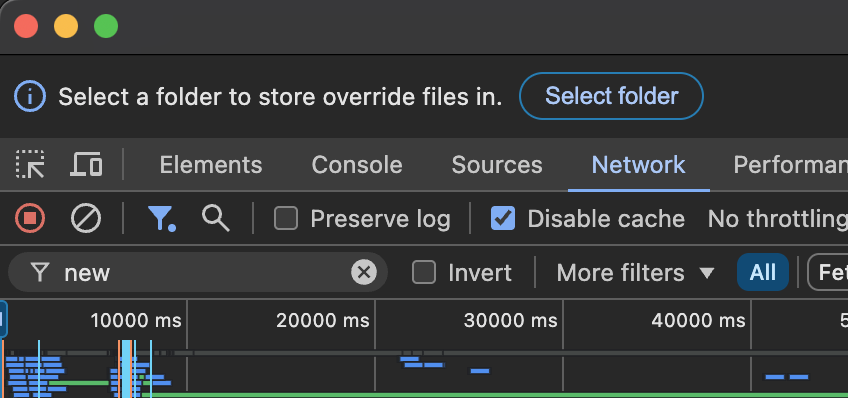 Select a folder to store override files in. Select folder
Elements Console Sources Network Performan
Preserve log Disable cache No throttling
new Invert More filters All Fet
10000 ms 20000 ms 30000 ms 40000 ms 5